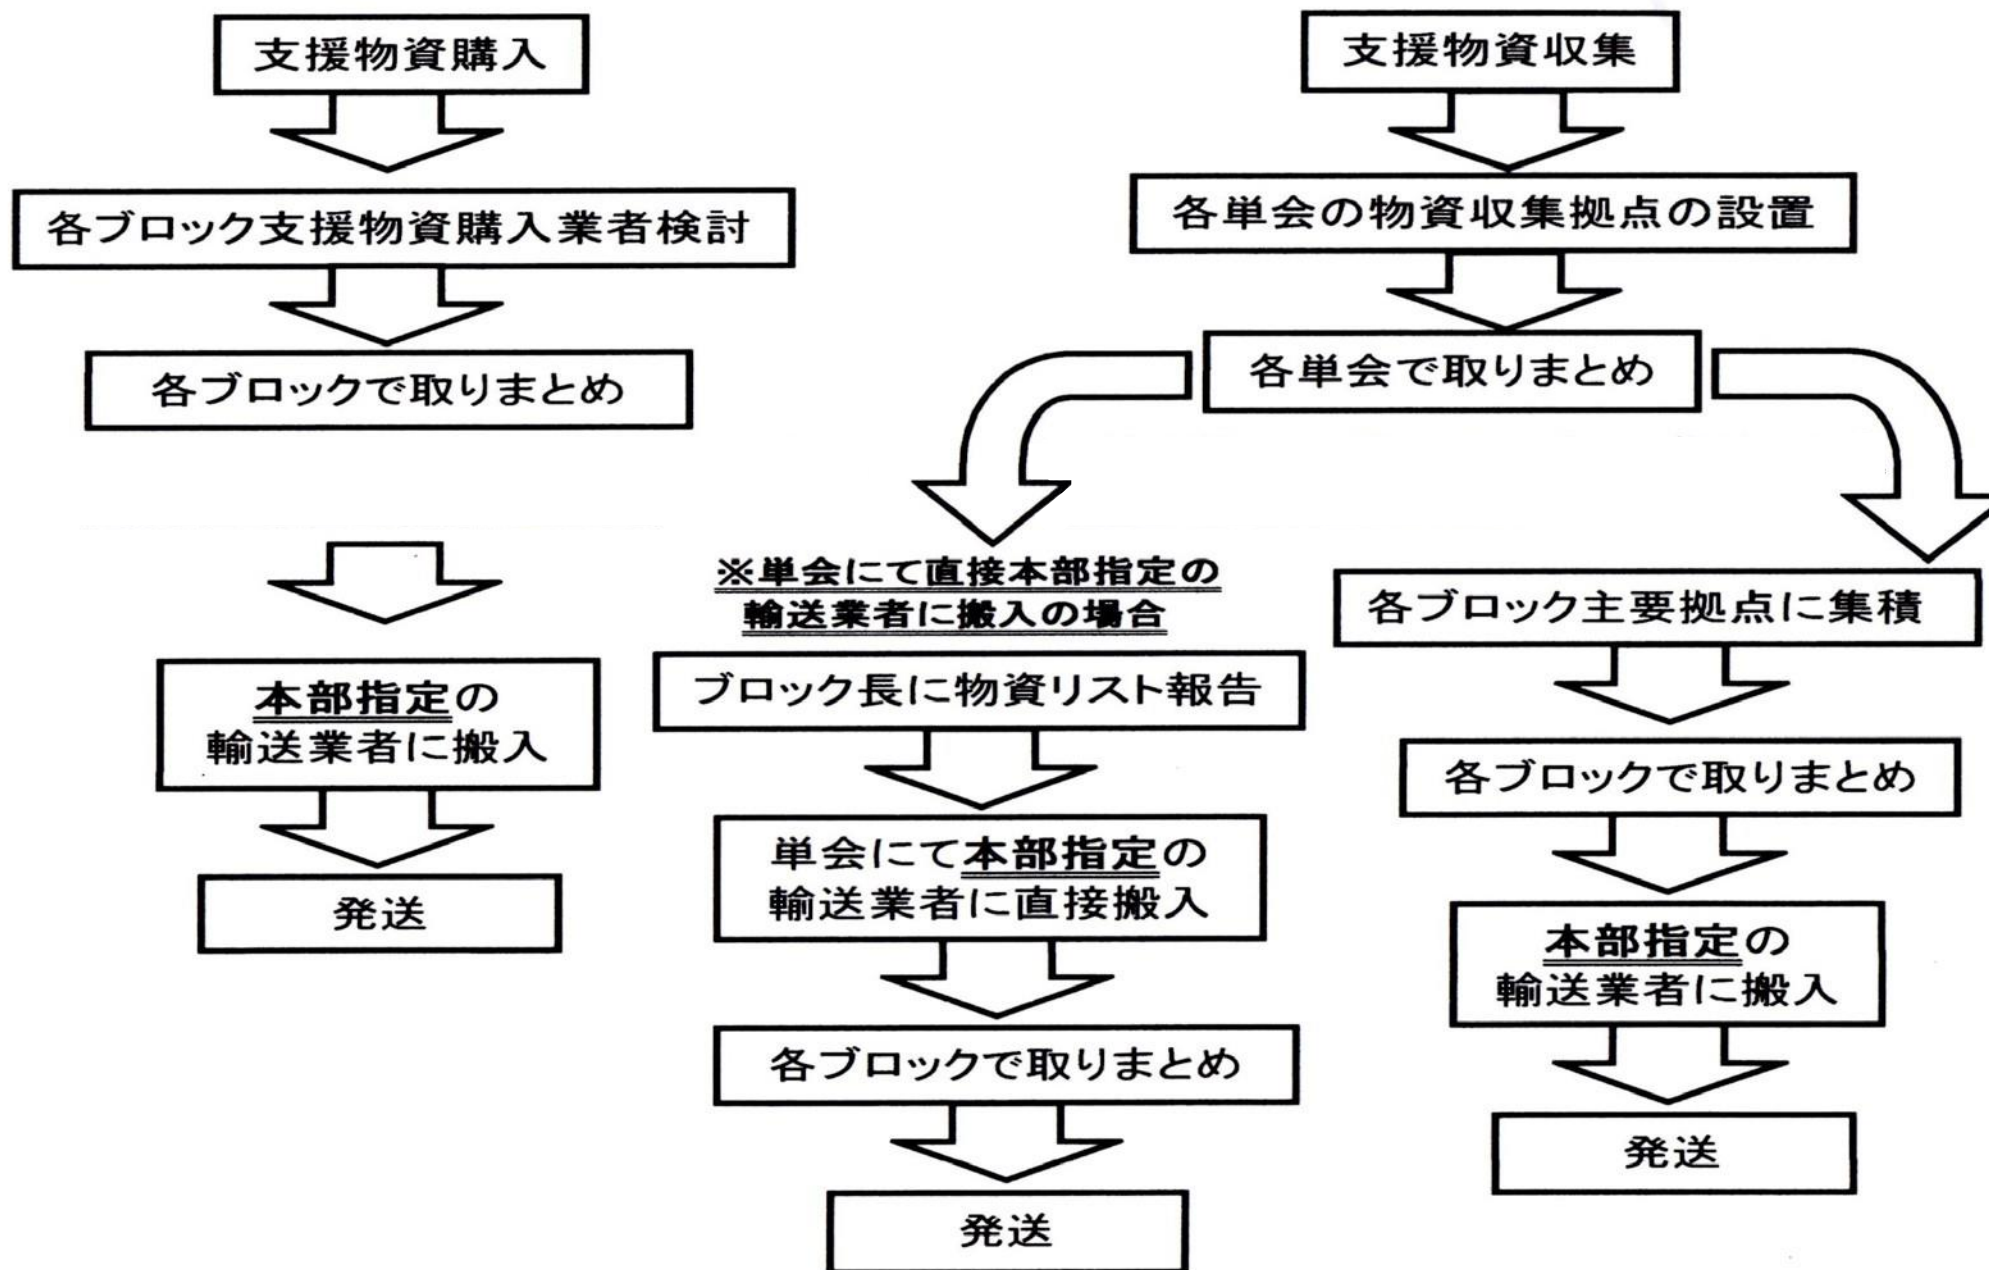 支援物資購入
各ブロック支援物資購入業者検討
各ブロックで取りまとめ
本部指定の
輸送業者に搬入
発送
支援物資収集
各単会の物資収集拠点の設置
各単会で取りまとめ
※単会にて直接本部指定の
輸送業者に搬入の場合
ブロック長に物資リスト報告
単会にて本部指定の
輸送業者に直接搬入
各ブロックで取りまとめ
発送
各ブロック主要拠点に集積
各ブロックで取りまとめ
本部指定の
輸送業者に搬入
発送